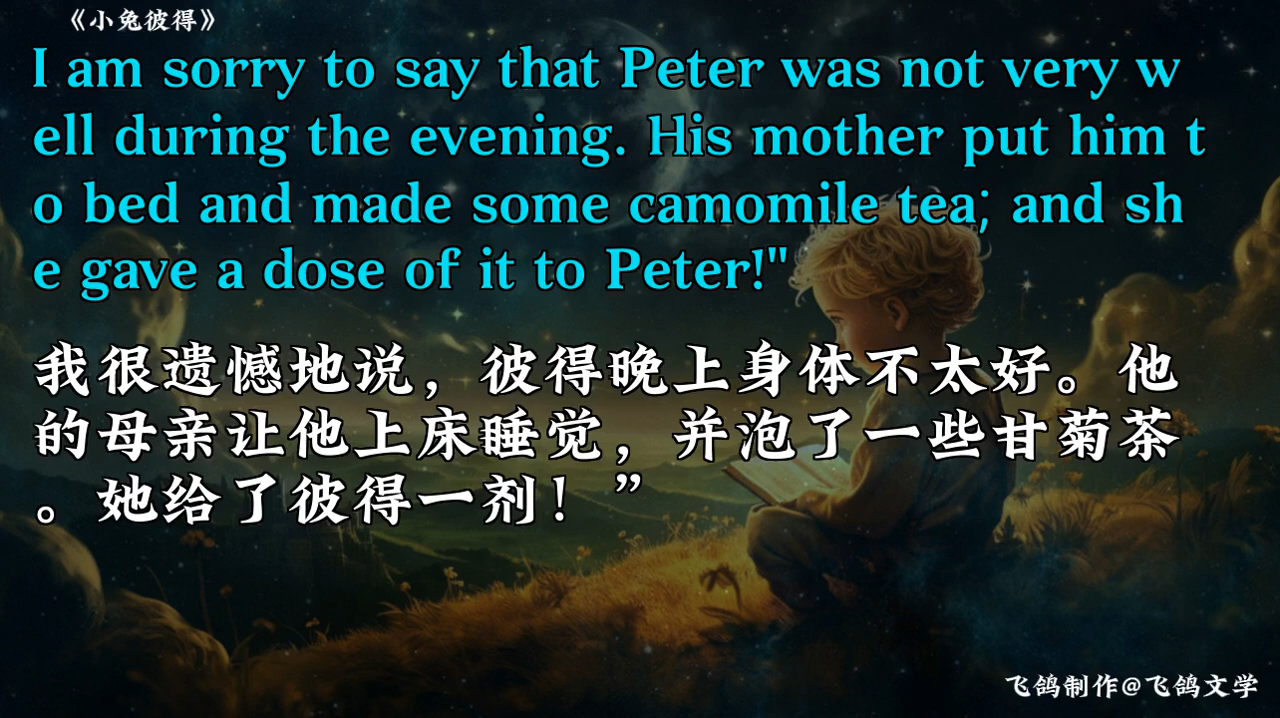 《小兔彼得》
I am sorry to say that Peter was not very w
ell during the evening. His mother put him t
o bed and made some camomile tea; and sh
e gave a dose of it to Peter!"
我很遗憾地说，彼得晚上身体不太好。他
的母亲让他上床睡觉，并泡了一些甘菊茶
。她给了彼得一剂！”
飞鸽制作@飞鸽文学